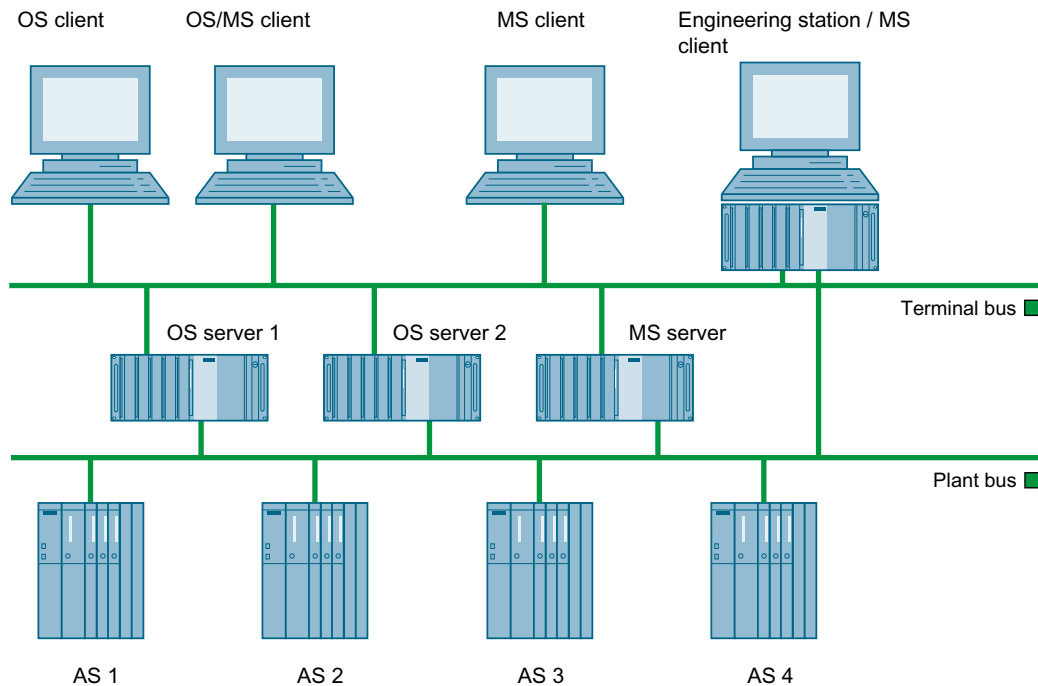 OS client
OS/MS client
MS client
Engineering station / MS
client
Terminal bus
OS server 1
OS server 2
MS server
Plant bus
AS 1
AS 2
AS 3
AS 4